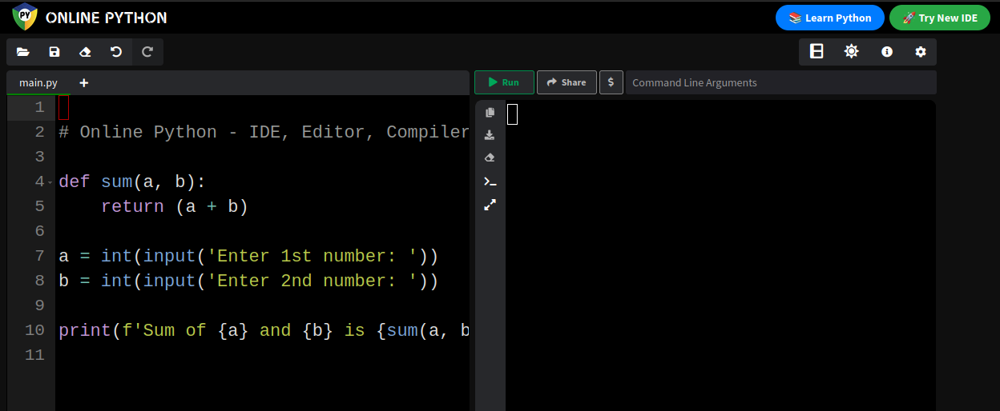 PY ONLINE PYTHON
📚 Learn Python
🚀 Try New IDE
main.py +
Run
Share
$
Command Line Arguments
1
2 # Online Python - IDE, Editor, Compiler
3
4 def sum(a, b):
5     return (a + b)
6
7 a = int(input('Enter 1st number: '))
8 b = int(input('Enter 2nd number: '))
9
10 print(f'Sum of {a} and {b} is {sum(a, b
11